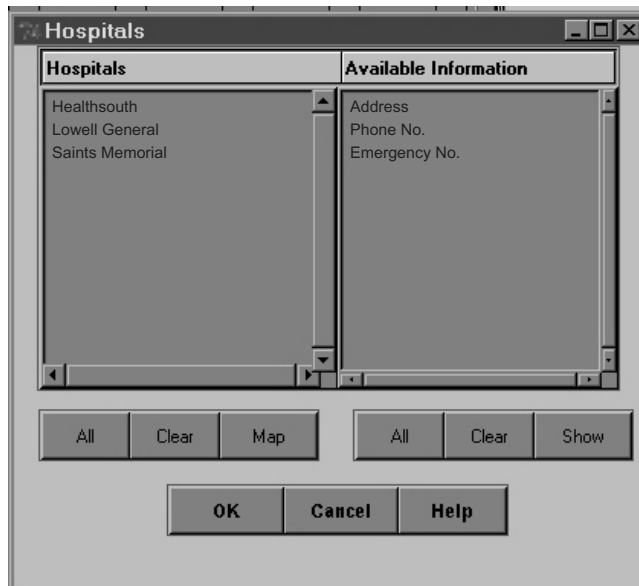 Hospitals
Hospitals Available Information
Healthsouth
Lowell General
Saints Memorial
Address
Phone No.
Emergency No.
All Clear Map All Clear Show
OK Cancel Help